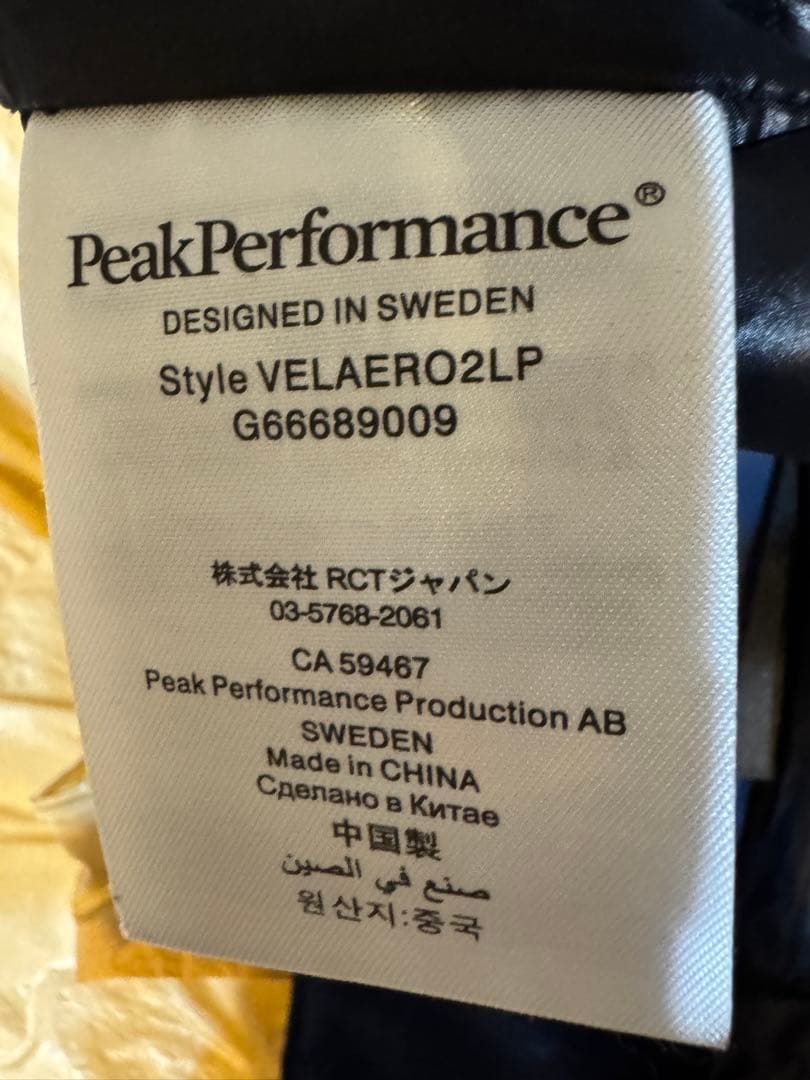 PeakPerformance®
DESIGNED IN SWEDEN
Style VELAERO2LP
G66689009
株式会社 RCTジャパン
03-5768-2061
CA 59467
Peak Performance Production AB
SWEDEN
Made in CHINA
Сделано в Китае
中国製
صنع في الصين
원산지:중국